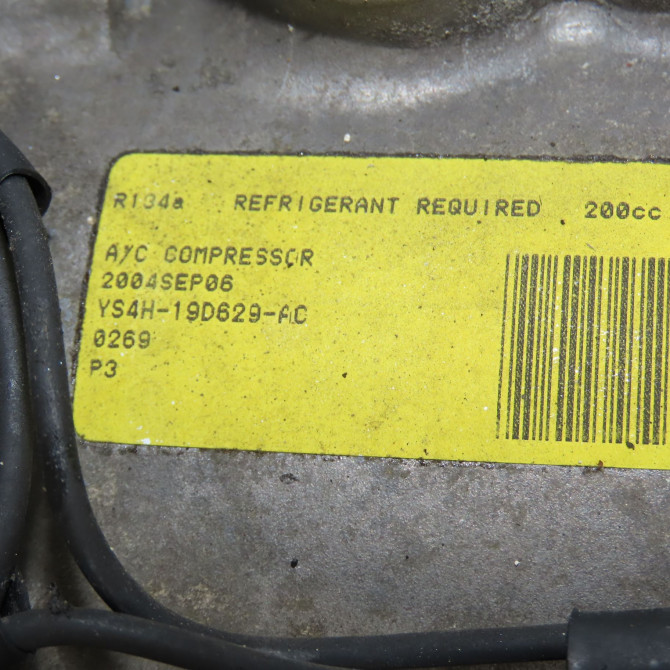 R134a REFRIGERANT REQUIRED 200cc
A/C COMPRESSOR
2004SEP06
YS4H-19D629-AC
0269
P3